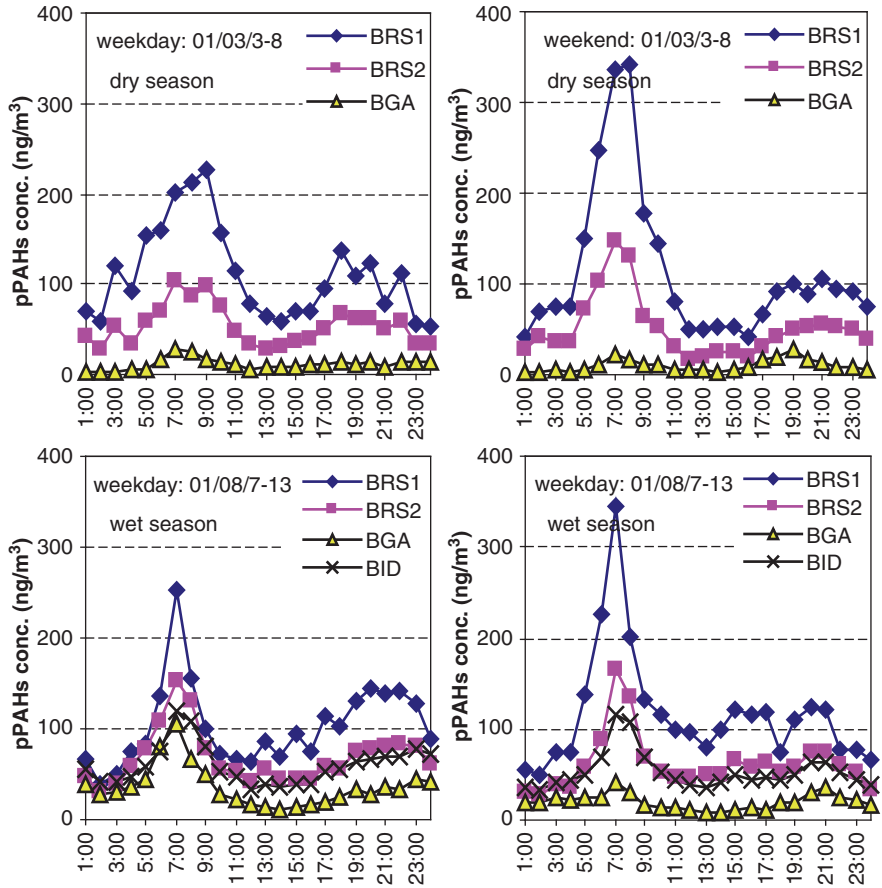 400
300
200
100
0
pPAHs conc. (ng/m³)
weekday: 01/03/3-8
dry season
BRS1
BRS2
BGA
1:00 3:00 5:00 7:00 9:00 11:00 13:00 15:00 17:00 19:00 21:00 23:00
400
300
200
100
0
pPAHs conc. (ng/m³)
weekend: 01/03/3-8
dry season
BRS1
BRS2
BGA
1:00 3:00 5:00 7:00 9:00 11:00 13:00 15:00 17:00 19:00 21:00 23:00
400
300
200
100
0
pPAHs conc. (ng/m³)
weekday: 01/08/7-13
wet season
BRS1
BRS2
BGA
BID
1:00 3:00 5:00 7:00 9:00 11:00 13:00 15:00 17:00 19:00 21:00 23:00
400
300
200
100
0
pPAHs conc. (ng/m³)
weekday: 01/08/7-13
wet season
BRS1
BRS2
BGA
BID
1:00 3:00 5:00 7:00 9:00 11:00 13:00 15:00 17:00 19:00 21:00 23:00